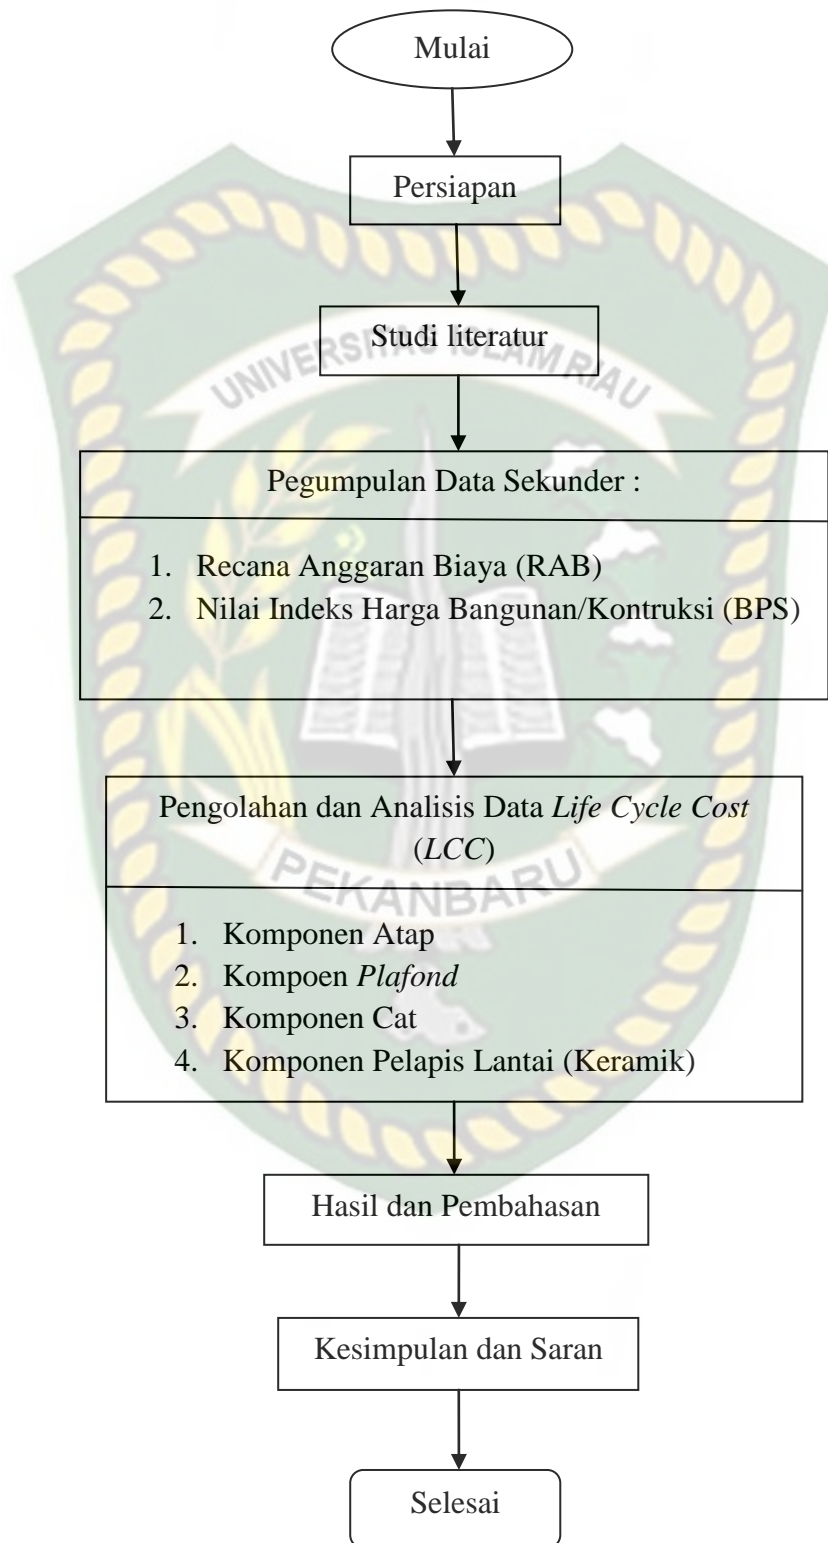 Mulai
Persiapan
Studi literatur
UNIVERSITAS ISLAM RIAU
Pegumpulan Data Sekunder :
1. Recana Anggaran Biaya (RAB)
2. Nilai Indeks Harga Bangunan/Kontruksi (BPS)
Pengolahan dan Analisis Data Life Cycle Cost
(LCC)
PEKANBARU
1. Komponen Atap
2. Kompoen Plafond
3. Komponen Cat
4. Komponen Pelapis Lantai (Keramik)
Hasil dan Pembahasan
Kesimpulan dan Saran
Selesai